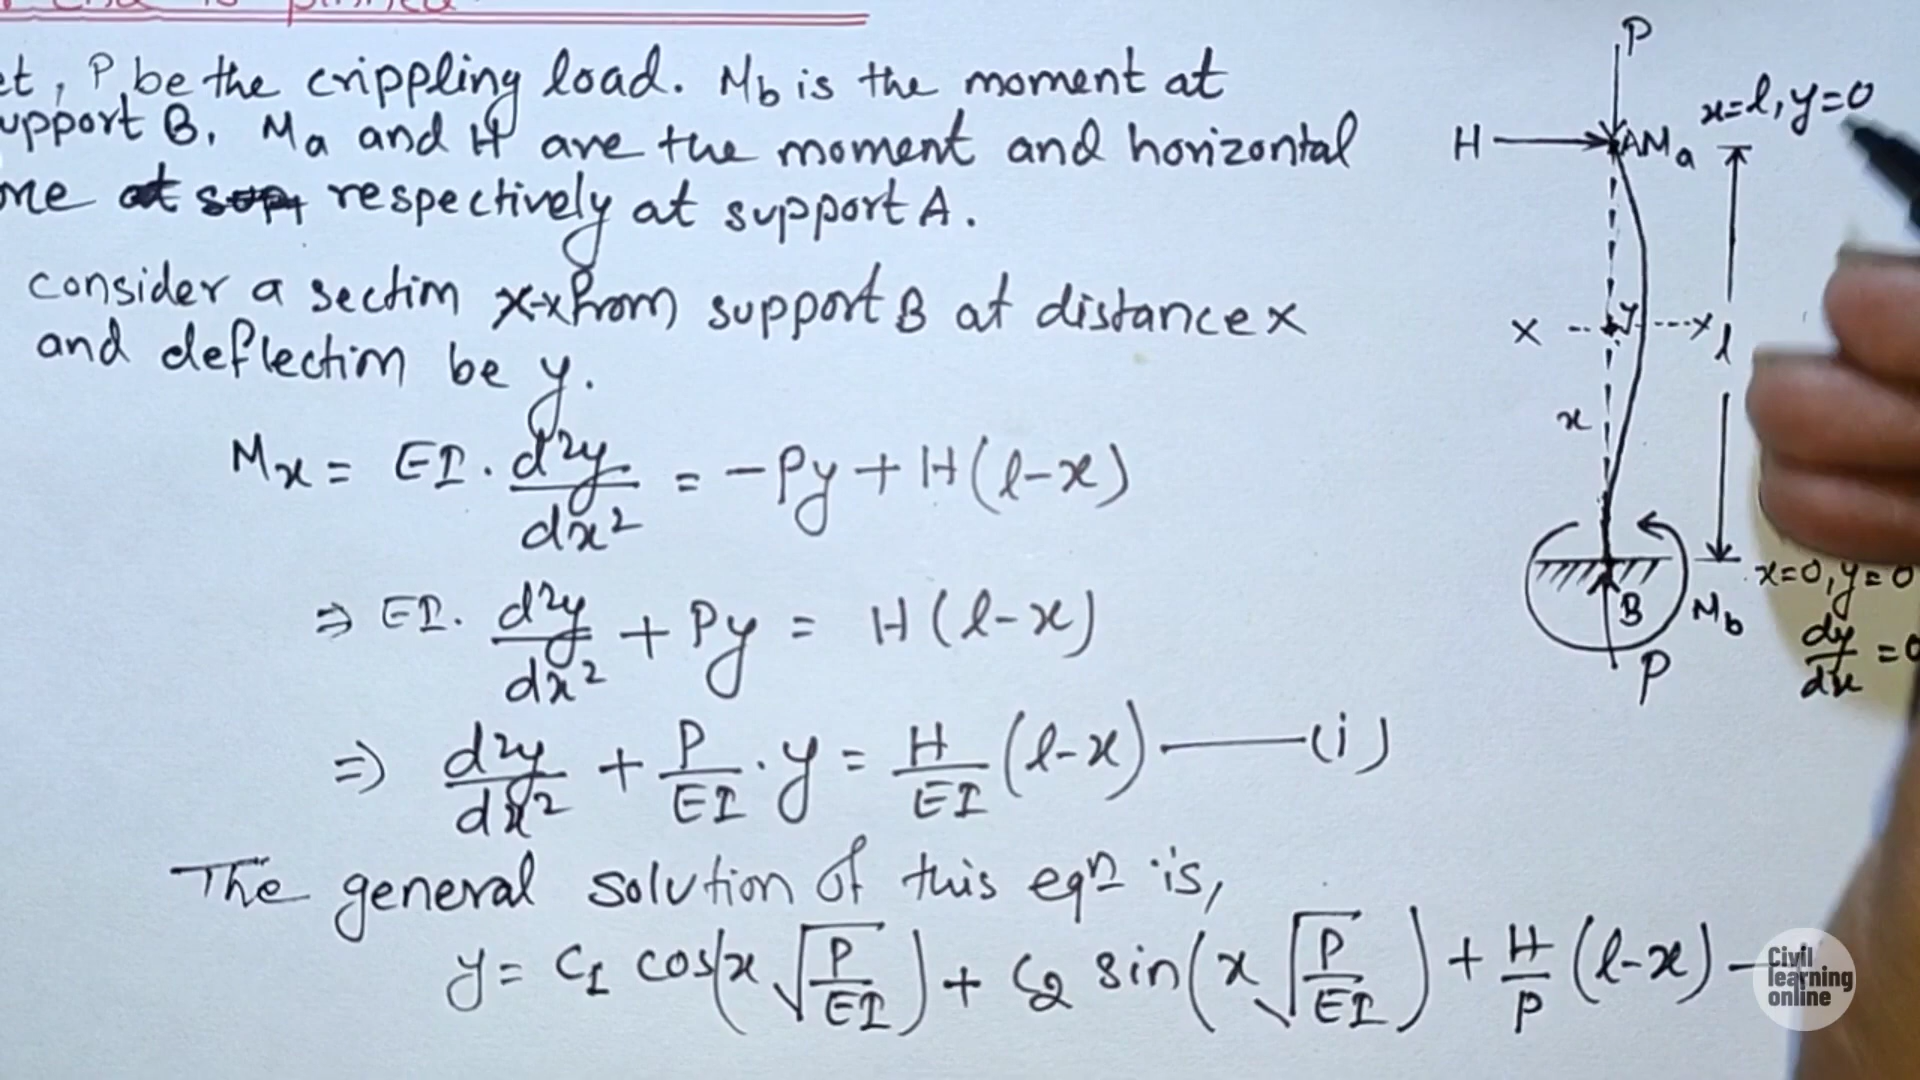 end is pinned
et, P be the crippling load. Mb is the moment at
upport B. Ma and H are the moment and horizontal
respectively at support A.
consider a section X-X from support B at distance x
and deflection be y.
Mx = EI. d²y/dx² = -Py + H(l-x)
⇒ EI. d²y/dx² + Py = H(l-x)
⇒ d²y/dx² + P/EI . y = H/EI (l-x) ——(i)
The general solution of this eqn is,
y = C1 cos(x √(P/EI)) + C2 sin(x √(P/EI)) + H/P (l-x) —
P
x=l, y=0
H
A Ma
X
y
X
l
x
x=0, y=0
B
Mb
dy/dx = 0
P
Civil
learning
online